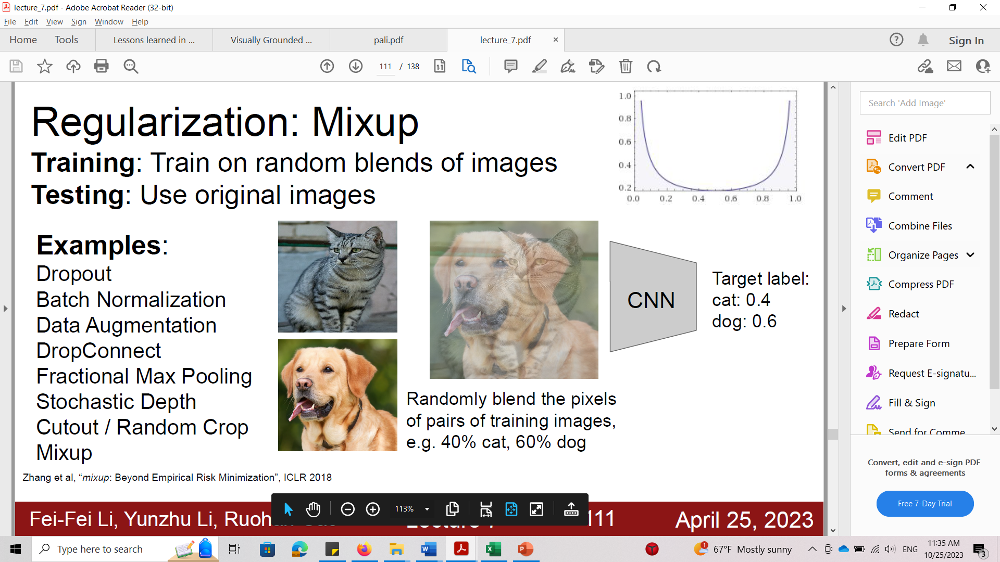 lecture_7.pdf - Adobe Acrobat Reader (32-bit)
File Edit View Sign Window Help
Home Tools Lessons learned in ... Visually Grounded ... pali.pdf lecture_7.pdf × Sign In
111 / 138
Regularization: Mixup
Training: Train on random blends of images
Testing: Use original images
1.0
0.8
0.6
0.4
0.2
0.0 0.2 0.4 0.6 0.8 1.0
Examples:
Dropout
Batch Normalization
Data Augmentation
DropConnect
Fractional Max Pooling
Stochastic Depth
Cutout / Random Crop
Mixup
CNN
Target label:
cat: 0.4
dog: 0.6
Randomly blend the pixels
of pairs of training images,
e.g. 40% cat, 60% dog
Zhang et al, “mixup: Beyond Empirical Risk Minimization”, ICLR 2018
Fei-Fei Li, Yunzhu Li, 111 April 25, 2023
113%
Search 'Add Image'
Edit PDF
Convert PDF
Comment
Combine Files
Organize Pages
Compress PDF
Redact
Prepare Form
Request E-signatu...
Fill & Sign
Send for Comme
Convert, edit and e-sign PDF
forms & agreements
Free 7-Day Trial
Type here to search
1 67°F Mostly sunny ENG
11:35 AM
10/25/2023
3